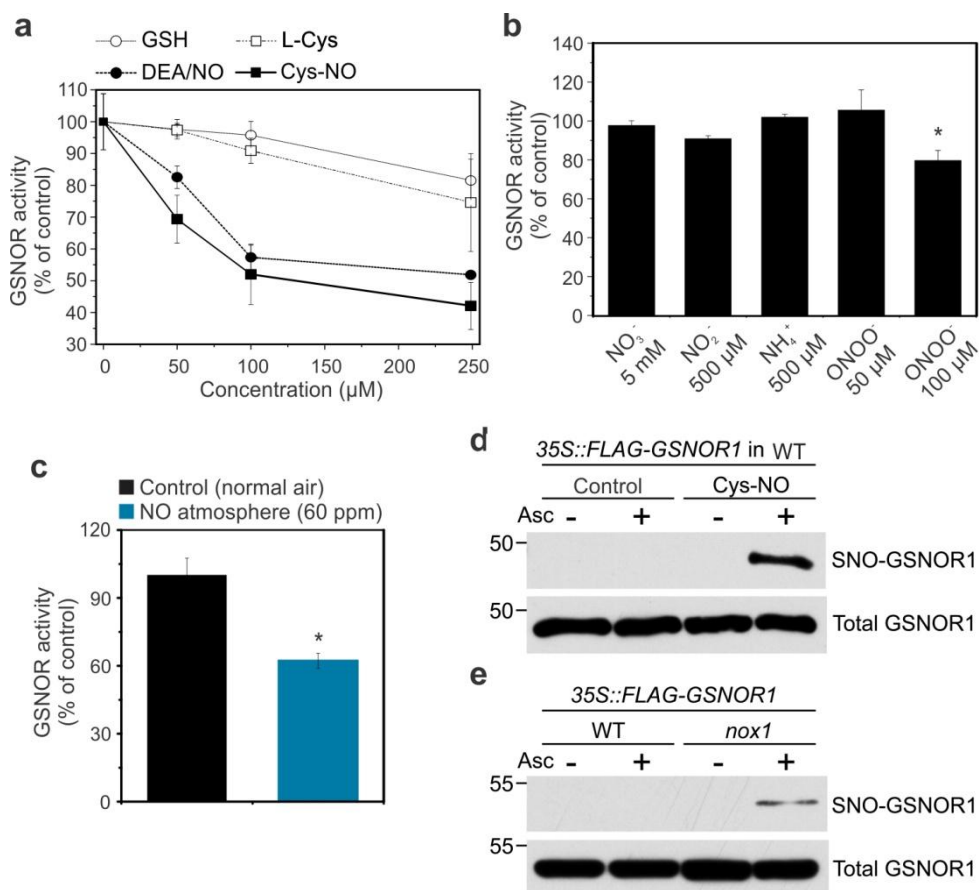 a
GSH
L-Cys
DEA/NO
Cys-NO
110
100
90
80
70
60
50
40
30
GSNOR activity
(% of control)
0
50
100
150
200
250
Concentration (µM)
b
140
120
100
80
60
40
20
0
GSNOR activity
(% of control)
*
NO₃⁻
5 mM
NO₂⁻
500 µM
NH₄⁺
500 µM
ONOO⁻
50 µM
ONOO⁻
100 µM
c
Control (normal air)
NO atmosphere (60 ppm)
120
90
60
30
0
GSNOR activity
(% of control)
*
d
35S::FLAG-GSNOR1 in WT
Control Cys-NO
Asc - + - +
50
SNO-GSNOR1
50
Total GSNOR1
e
35S::FLAG-GSNOR1
WT nox1
Asc - + - +
55
SNO-GSNOR1
55
Total GSNOR1